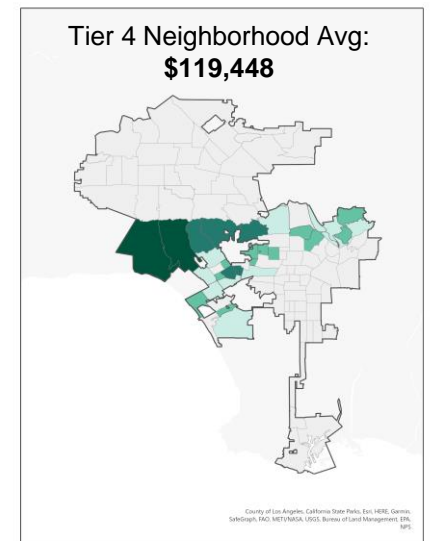 Tier 4 Neighborhood Avg:
$119,448
County of Los Angeles, California State Parks, Esri, HERE, Garmin,
SafeGraph, FAO, METI/NASA, USGS, Bureau of Land Management, EPA,
NPS